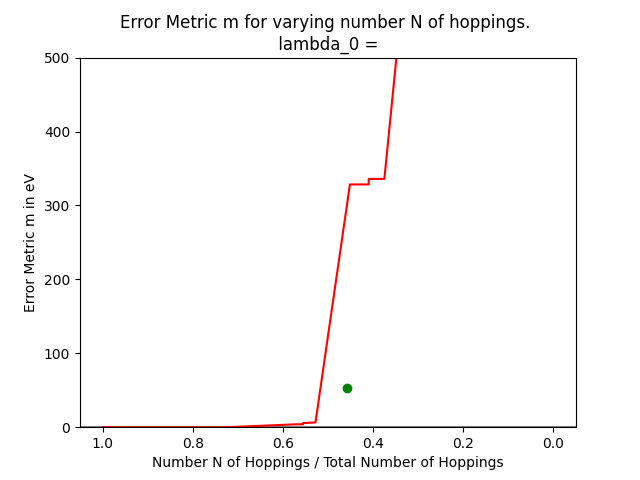 Error Metric m for varying number N of hoppings.
lambda_0 =
500
400
300
200
100
0
Error Metric m in eV
1.0 0.8 0.6 0.4 0.2 0.0
Number N of Hoppings / Total Number of Hoppings